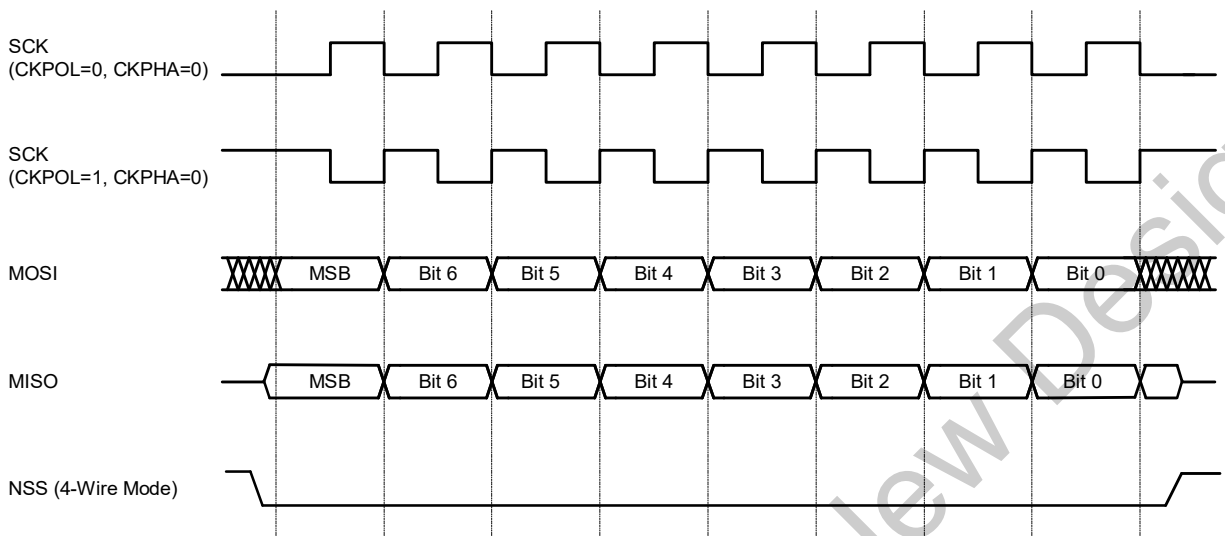 SCK
(CKPOL=0, CKPHA=0)
SCK
(CKPOL=1, CKPHA=0)
MOSI
MSB Bit 6 Bit 5 Bit 4 Bit 3 Bit 2 Bit 1 Bit 0
MISO
MSB Bit 6 Bit 5 Bit 4 Bit 3 Bit 2 Bit 1 Bit 0
NSS (4-Wire Mode)